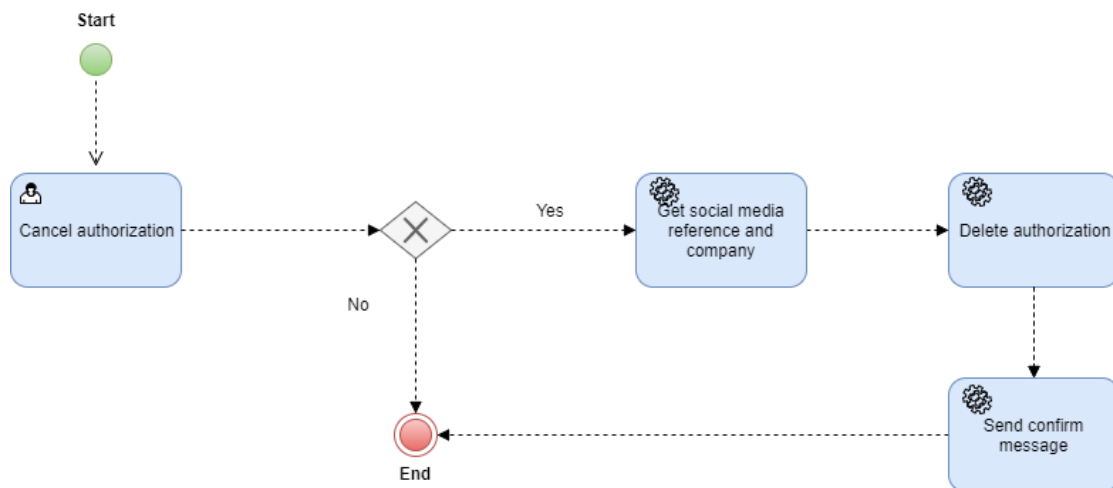 Start
Cancel authorization
Yes
Get social media
reference and
company
Delete authorization
No
Send confirm
message
End